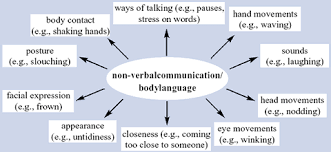 ways of talking (e.g., pauses,
stress on words)
body contact
(e.g., shaking hands)
hand movements
(e.g., waving)
posture
(e.g., slouching)
sounds
(e.g., laughing)
non-verbalcommunication/
bodylanguage
facial expression
(e.g., frown)
head movements
(e.g., nodding)
appearance
(e.g., untidiness)
closeness (e.g., coming
too close to someone)
eye movements
(e.g., winking)